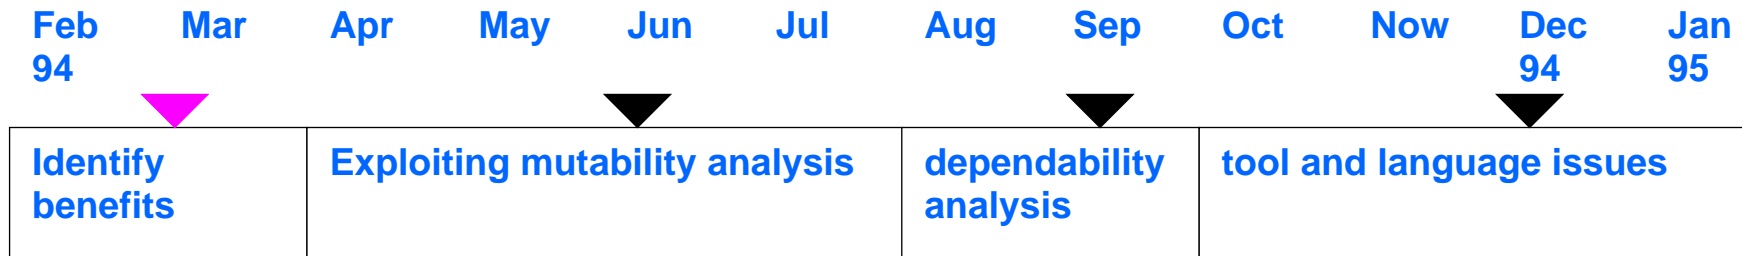 Feb Mar Apr May Jun Jul Aug Sep Oct Now Dec Jan
94 94 95
Identify Exploiting mutability analysis dependability tool and language issues
benefits analysis